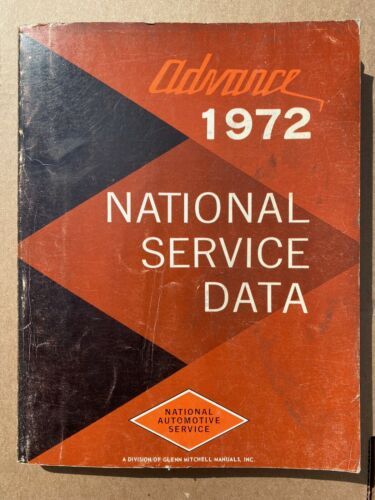 Advance
1972
NATIONAL
SERVICE
DATA
NATIONAL
AUTOMOTIVE
SERVICE
A DIVISION OF GLENN MITCHELL MANUALS, INC.